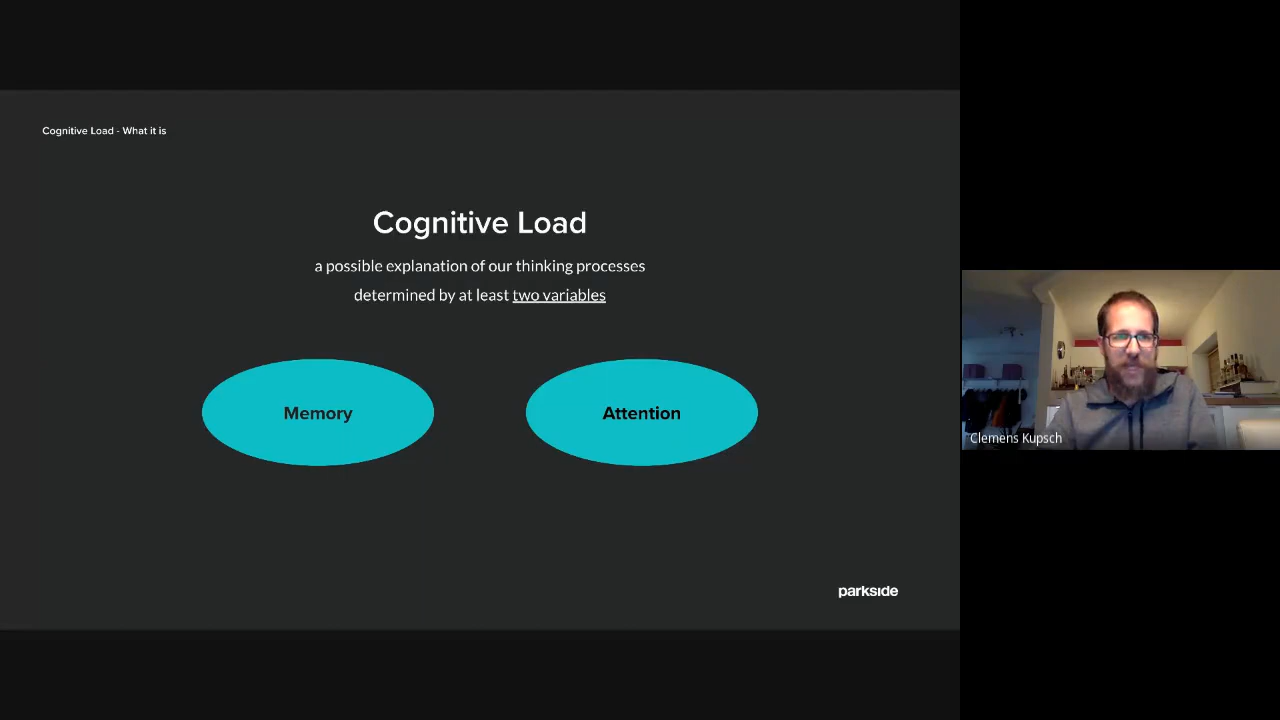 Cognitive Load - What it is
Cognitive Load
a possible explanation of our thinking processes
determined by at least two variables
Memory
Attention
parkside
Clemens Kupsch